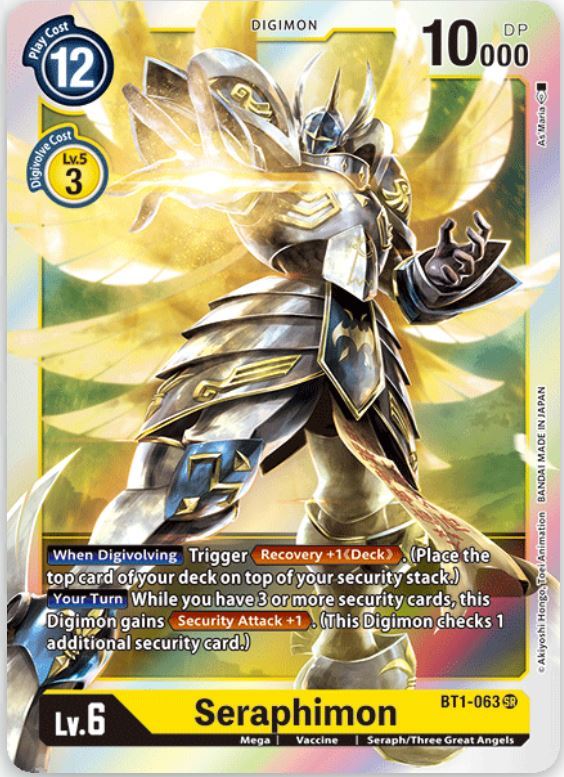 Play Cost
12
DIGIMON
10000
DP
As'Maria
Digivolve Cost
Lv.5
3
BANDAI MADE IN JAPAN
© Akiyoshi Hongo, Toei Animation
When Digivolving Trigger Recovery +1《Deck》. (Place the
top card of your deck on top of your security stack.)
Your Turn While you have 3 or more security cards, this
Digimon gains Security Attack +1. (This Digimon checks 1
additional security card.)
Lv.6
Seraphimon
BT1-063 SR
Mega | Vaccine | Seraph/Three Great Angels